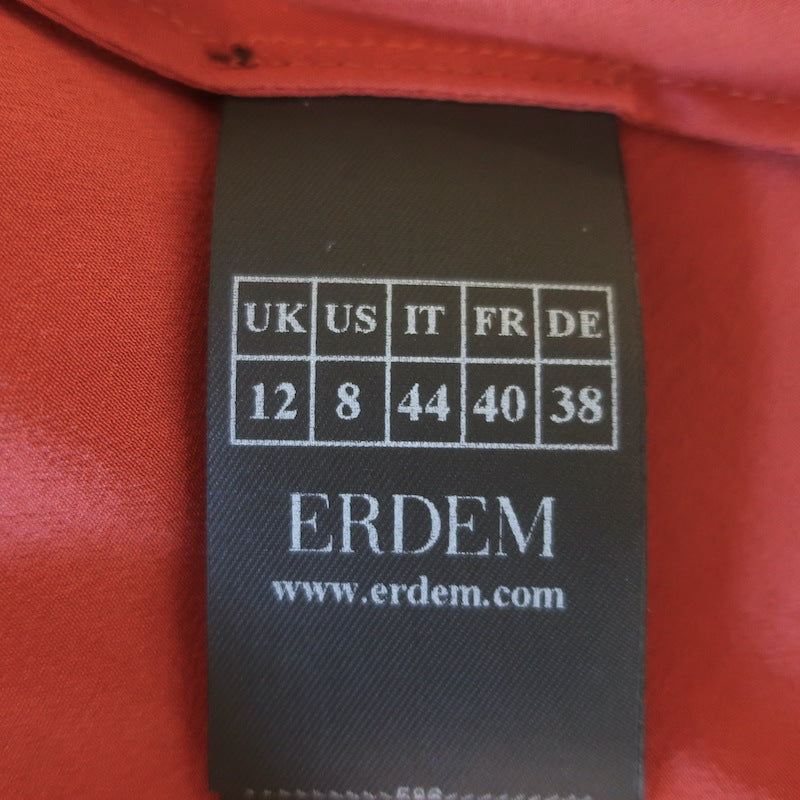 UK US IT FR DE
12 8 44 40 38
ERDEM
www.erdem.com